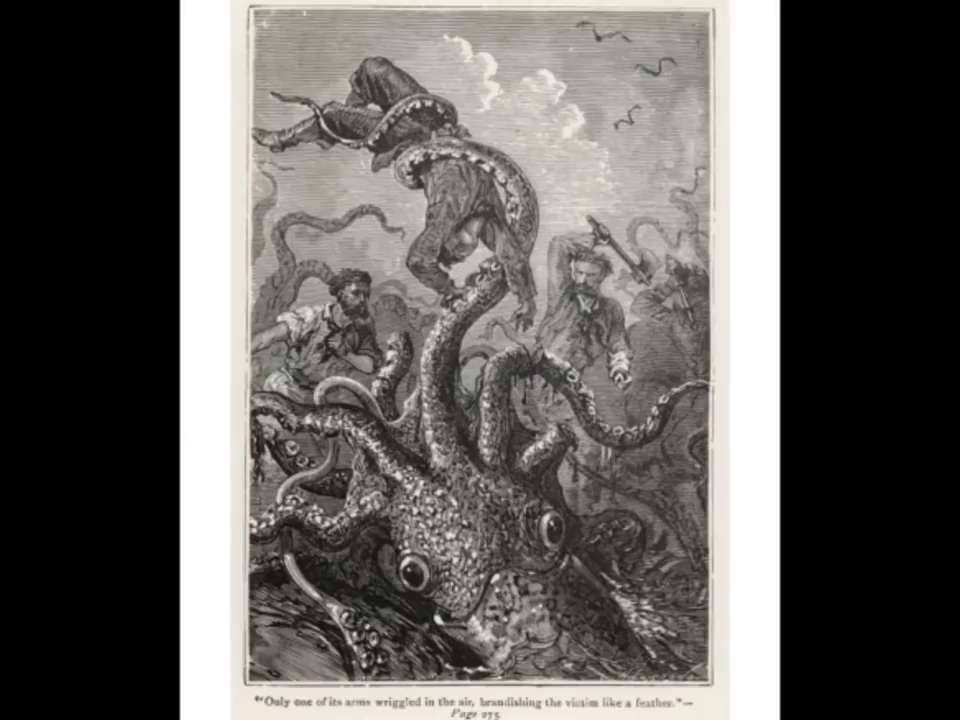 "Only one of its arms wriggled in the air, brandishing the victim like a feather."—
Page 275.